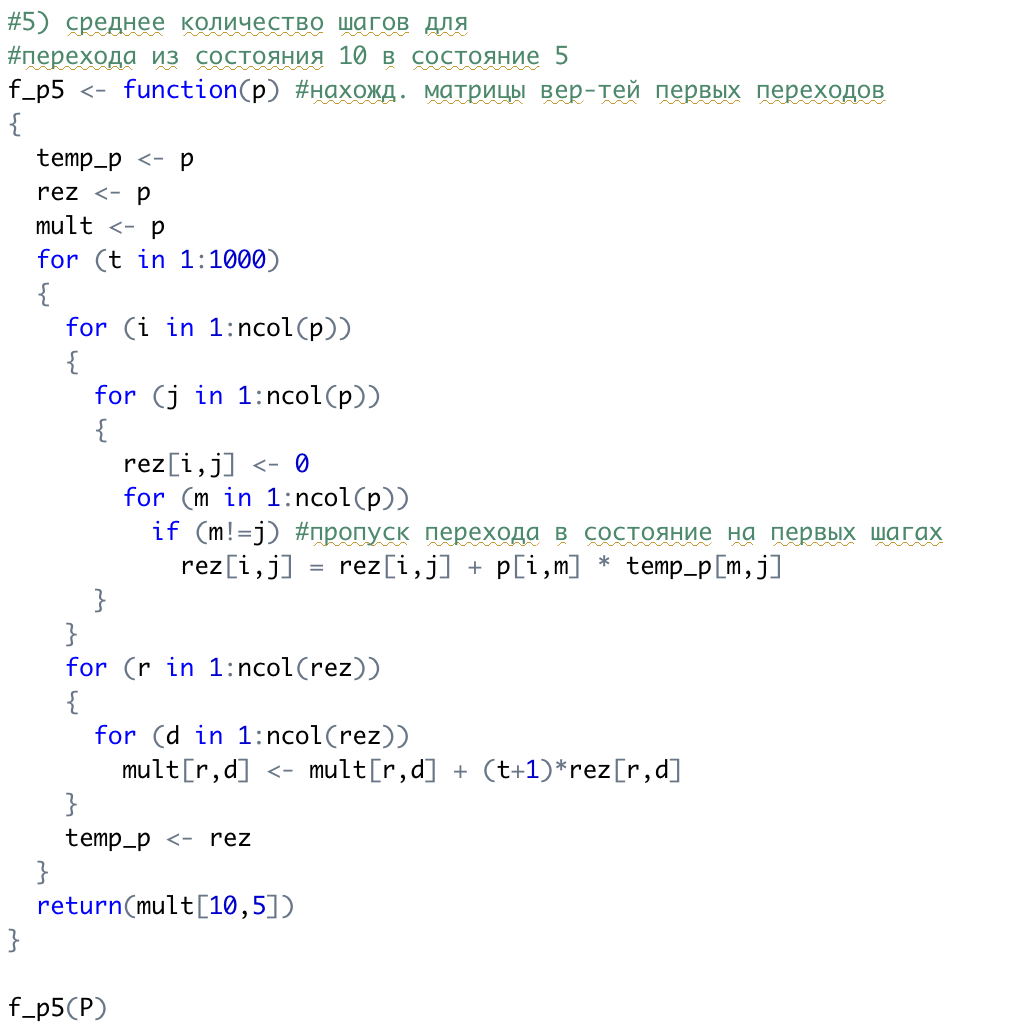 #5) среднее количество шагов для
#перехода из состояния 10 в состояние 5
f_p5 <- function(p) #нахожд. матрицы вер-тей первых переходов
{
  temp_p <- p
  rez <- p
  mult <- p
  for (t in 1:1000)
  {
    for (i in 1:ncol(p))
    {
      for (j in 1:ncol(p))
      {
        rez[i,j] <- 0
        for (m in 1:ncol(p))
          if (m!=j) #пропуск перехода в состояние на первых шагах
            rez[i,j] = rez[i,j] + p[i,m] * temp_p[m,j]
      }
    }
    for (r in 1:ncol(rez))
    {
      for (d in 1:ncol(rez))
        mult[r,d] <- mult[r,d] + (t+1)*rez[r,d]
    }
    temp_p <- rez
  }
  return(mult[10,5])
}

f_p5(P)